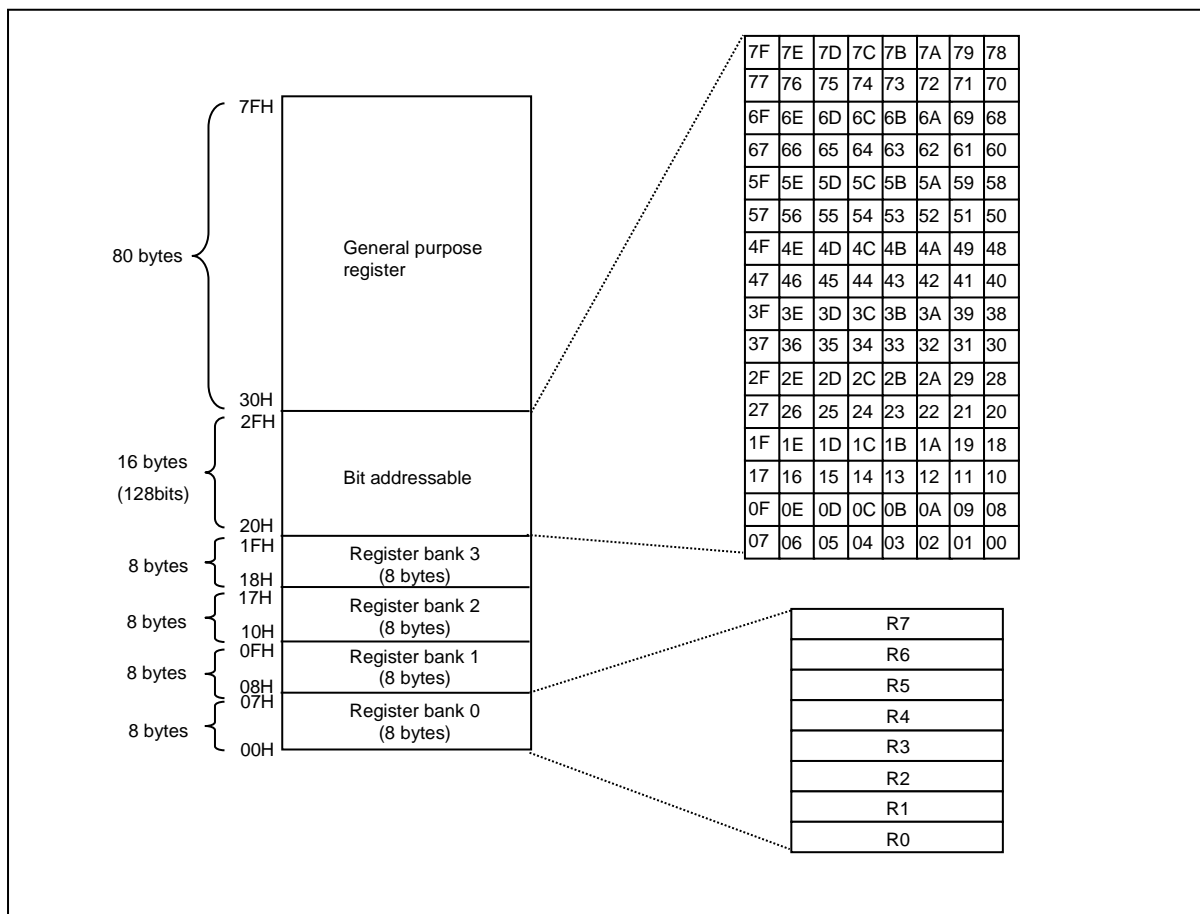 7FH
80 bytes
General purpose
register
30H
2FH
16 bytes
(128bits)
Bit addressable
20H
1FH
8 bytes
Register bank 3
(8 bytes)
18H
17H
8 bytes
Register bank 2
(8 bytes)
10H
0FH
8 bytes
Register bank 1
(8 bytes)
08H
07H
8 bytes
Register bank 0
(8 bytes)
00H
7F 7E 7D 7C 7B 7A 79 78
77 76 75 74 73 72 71 70
6F 6E 6D 6C 6B 6A 69 68
67 66 65 64 63 62 61 60
5F 5E 5D 5C 5B 5A 59 58
57 56 55 54 53 52 51 50
4F 4E 4D 4C 4B 4A 49 48
47 46 45 44 43 42 41 40
3F 3E 3D 3C 3B 3A 39 38
37 36 35 34 33 32 31 30
2F 2E 2D 2C 2B 2A 29 28
27 26 25 24 23 22 21 20
1F 1E 1D 1C 1B 1A 19 18
17 16 15 14 13 12 11 10
0F 0E 0D 0C 0B 0A 09 08
07 06 05 04 03 02 01 00
R7
R6
R5
R4
R3
R2
R1
R0